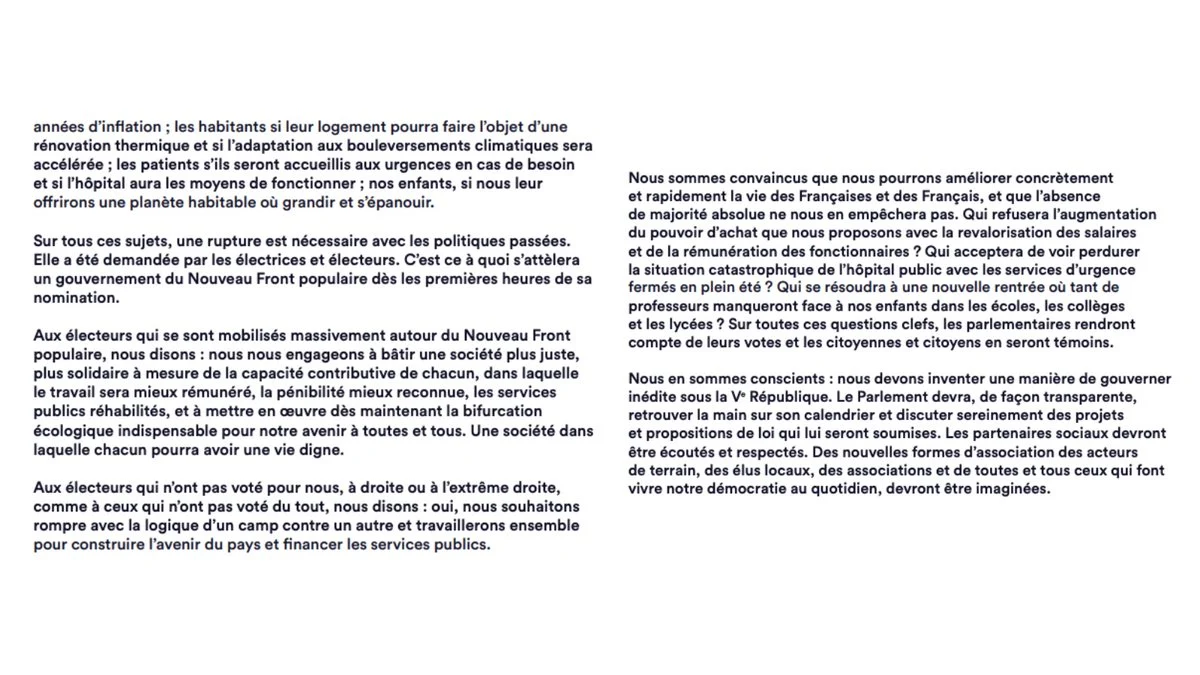 années d’inflation ; les habitants si leur logement pourra faire l’objet d’une
rénovation thermique et si l’adaptation aux bouleversements climatiques sera
accélérée ; les patients s’ils seront accueillis aux urgences en cas de besoin
et si l’hôpital aura les moyens de fonctionner ; nos enfants, si nous leur
offrirons une planète habitable où grandir et s’épanouir.
Sur tous ces sujets, une rupture est nécessaire avec les politiques passées.
Elle a été demandée par les électrices et électeurs. C’est ce à quoi s’attèlera
un gouvernement du Nouveau Front populaire dès les premières heures de sa
nomination.
Aux électeurs qui se sont mobilisés massivement autour du Nouveau Front
populaire, nous disons : nous nous engageons à bâtir une société plus juste,
plus solidaire à mesure de la capacité contributive de chacun, dans laquelle
le travail sera mieux rémunéré, la pénibilité mieux reconnue, les services
publics réhabilités, et à mettre en œuvre dès maintenant la bifurcation
écologique indispensable pour notre avenir à toutes et tous. Une société dans
laquelle chacun pourra avoir une vie digne.
Aux électeurs qui n’ont pas voté pour nous, à droite ou à l’extrême droite,
comme à ceux qui n’ont pas voté du tout, nous disons : oui, nous souhaitons
rompre avec la logique d’un camp contre un autre et travaillerons ensemble
pour construire l’avenir du pays et financer les services publics.
Nous sommes convaincus que nous pourrons améliorer concrètement
et rapidement la vie des Françaises et des Français, et que l’absence
de majorité absolue ne nous en empêchera pas. Qui refusera l’augmentation
du pouvoir d’achat que nous proposons avec la revalorisation des salaires
et de la rémunération des fonctionnaires ? Qui acceptera de voir perdurer
la situation catastrophique de l’hôpital public avec les services d’urgence
fermés en plein été ? Qui se résoudra à une nouvelle rentrée où tant de
professeurs manqueront face à nos enfants dans les écoles, les collèges
et les lycées ? Sur toutes ces questions clefs, les parlementaires rendront
compte de leurs votes et les citoyennes et citoyens en seront témoins.
Nous en sommes conscients : nous devons inventer une manière de gouverner
inédite sous la Vᵉ République. Le Parlement devra, de façon transparente,
retrouver la main sur son calendrier et discuter sereinement des projets
et propositions de loi qui lui seront soumises. Les partenaires sociaux devront
être écoutés et respectés. Des nouvelles formes d’association des acteurs
de terrain, des élus locaux, des associations et de toutes et tous ceux qui font
vivre notre démocratie au quotidien, devront être imaginées.